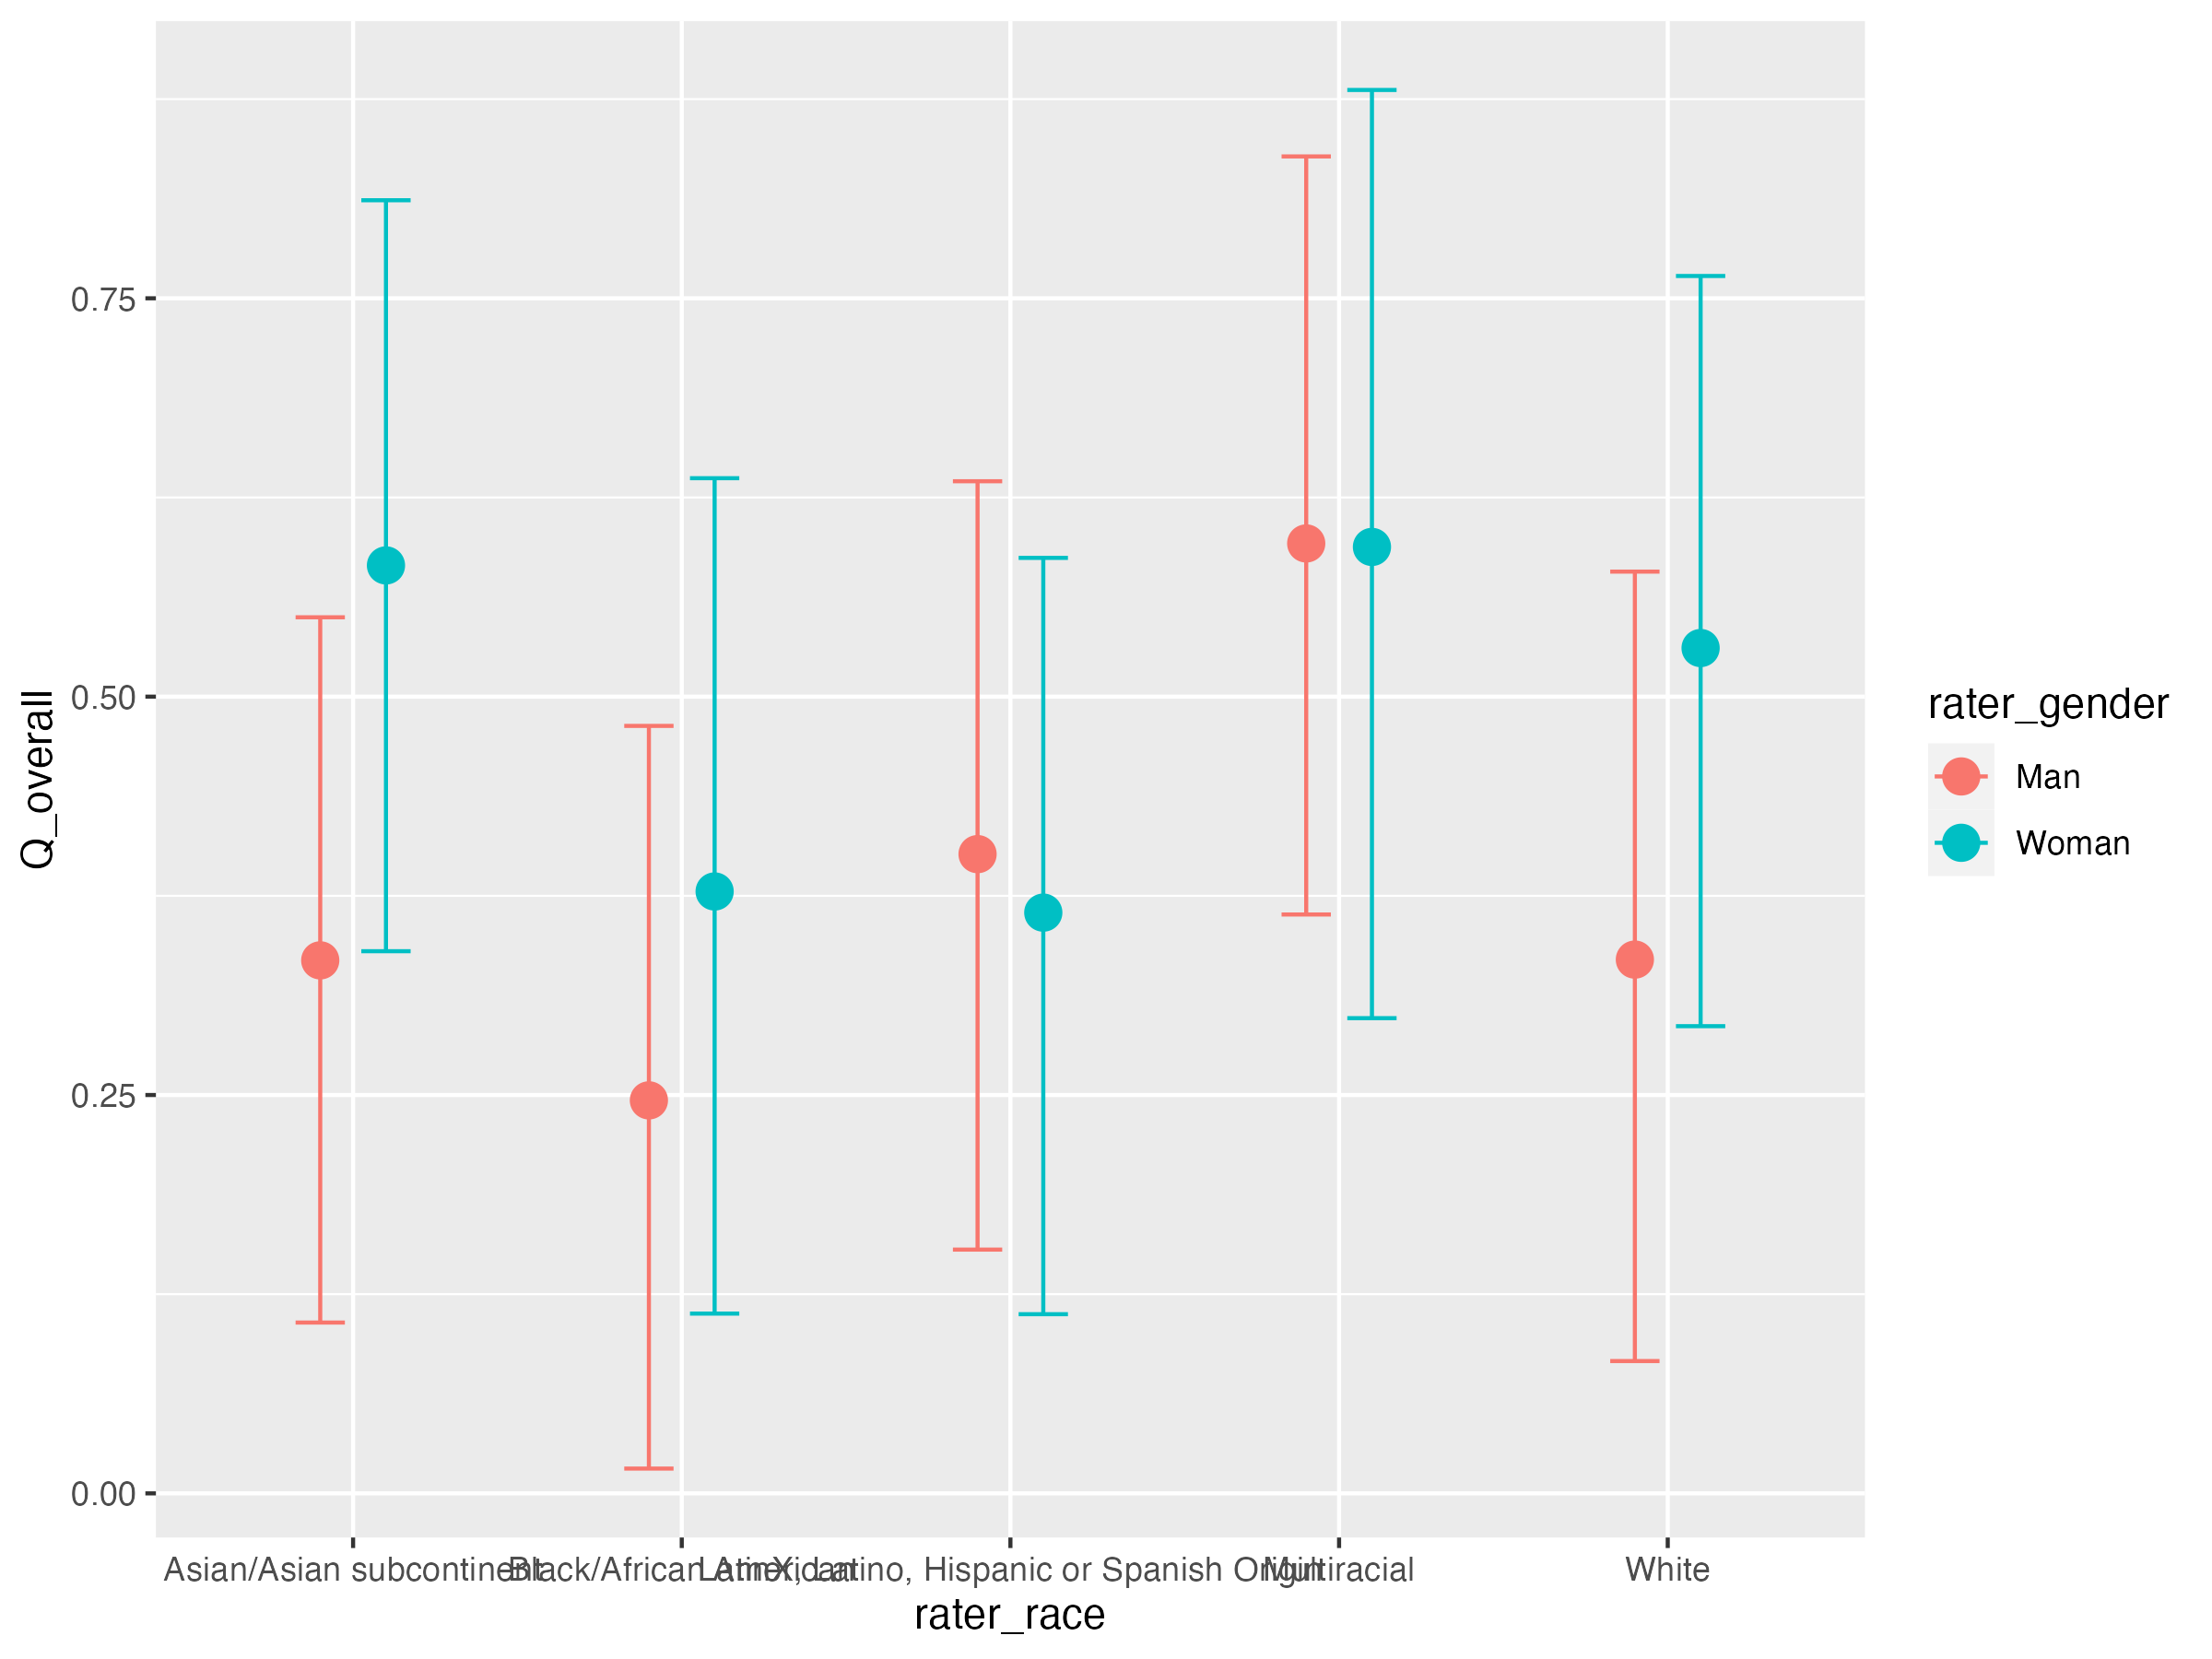 0.75
0.50
0.25
0.00
Q_overall
Asian/Asian subcontinent
Black/African American
LatinX, Latino, Hispanic or Spanish Origin
Multiracial
White
rater_race
rater_gender
Man
Woman